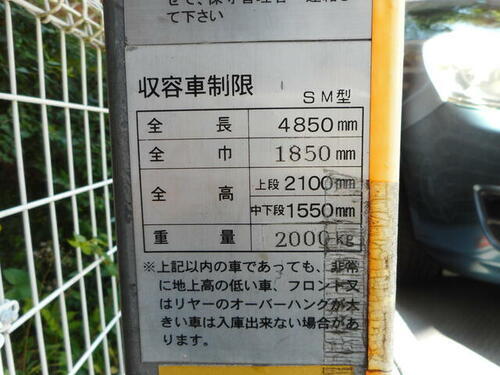 て下さい
収容車制限
SM型
全長 4850mm
全巾 1850mm
全高 上段2100mm
中下段1550mm
重量 2000kg
※上記以内の車であっても、非常
に地上高の低い車、フロント又
はリヤーのオーバーハングが大
きい車は入庫出来ない場合があ
ります。